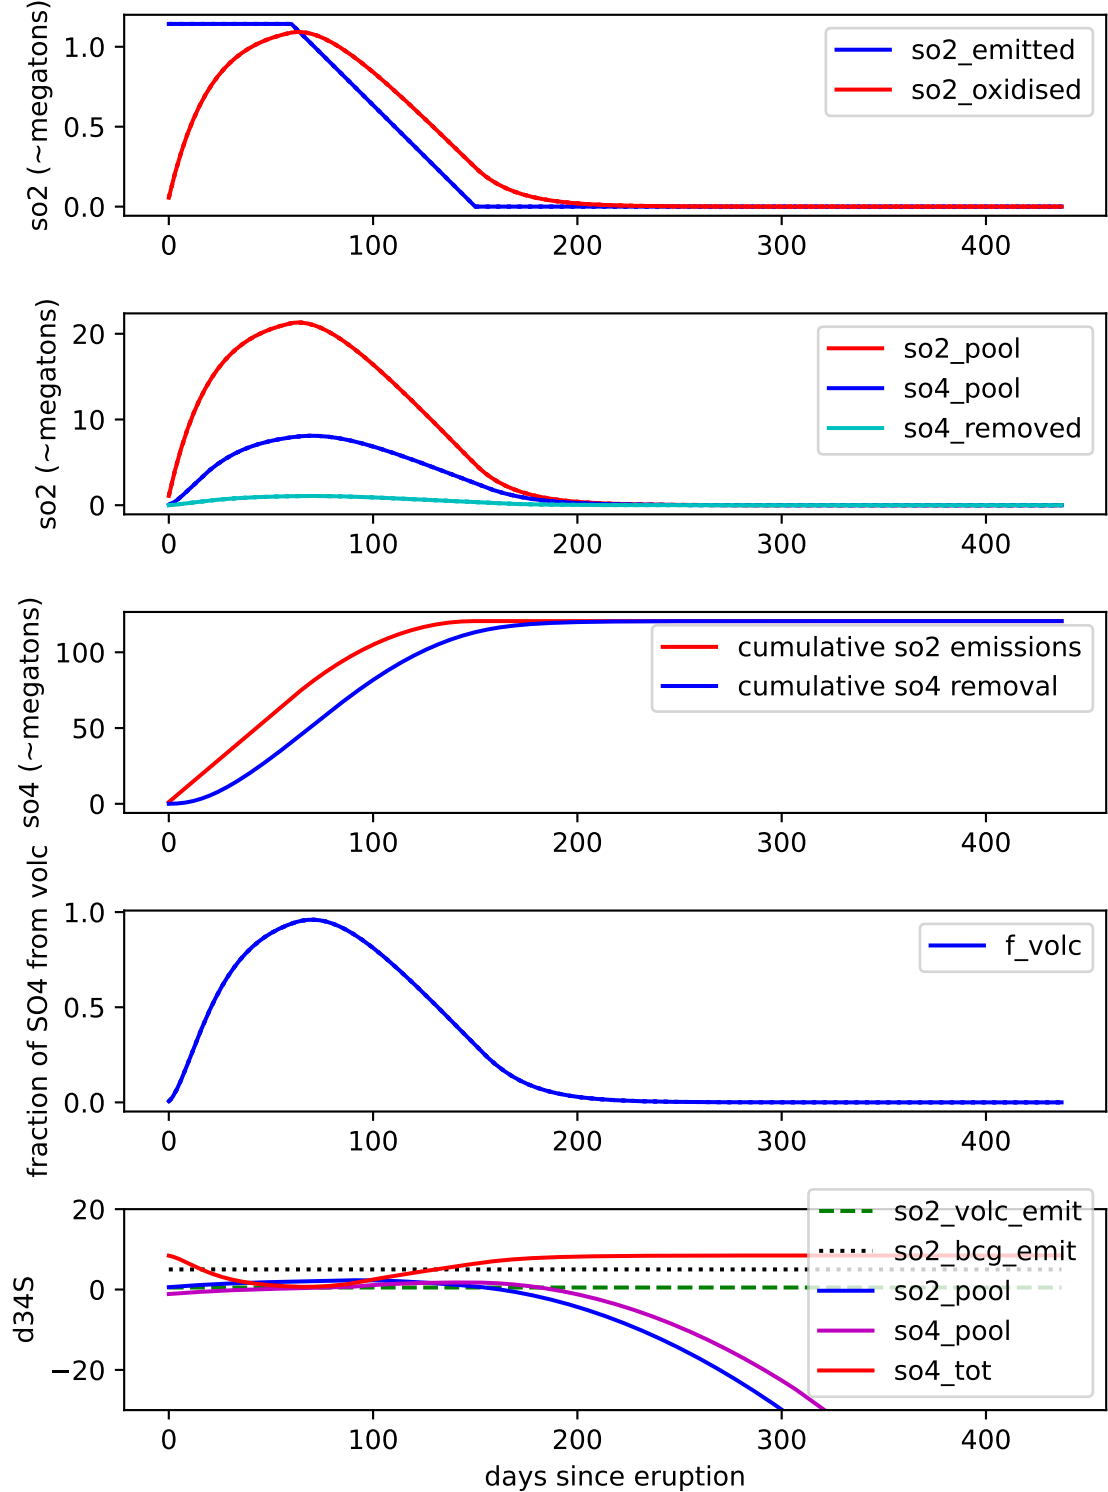 so2 (~megatons)
1.0
0.5
0.0
so2_emitted
so2_oxidised
0 100 200 300 400
so2 (~megatons)
20
10
0
so2_pool
so4_pool
so4_removed
0 100 200 300 400
so4 (~megatons)
100
50
0
cumulative so2 emissions
cumulative so4 removal
0 100 200 300 400
fraction of SO4 from volc
1.0
0.5
0.0
f_volc
0 100 200 300 400
d34S
20
0
−20
so2_volc_emit
so2_bcg_emit
so2_pool
so4_pool
so4_tot
0 100 200 300 400
days since eruption